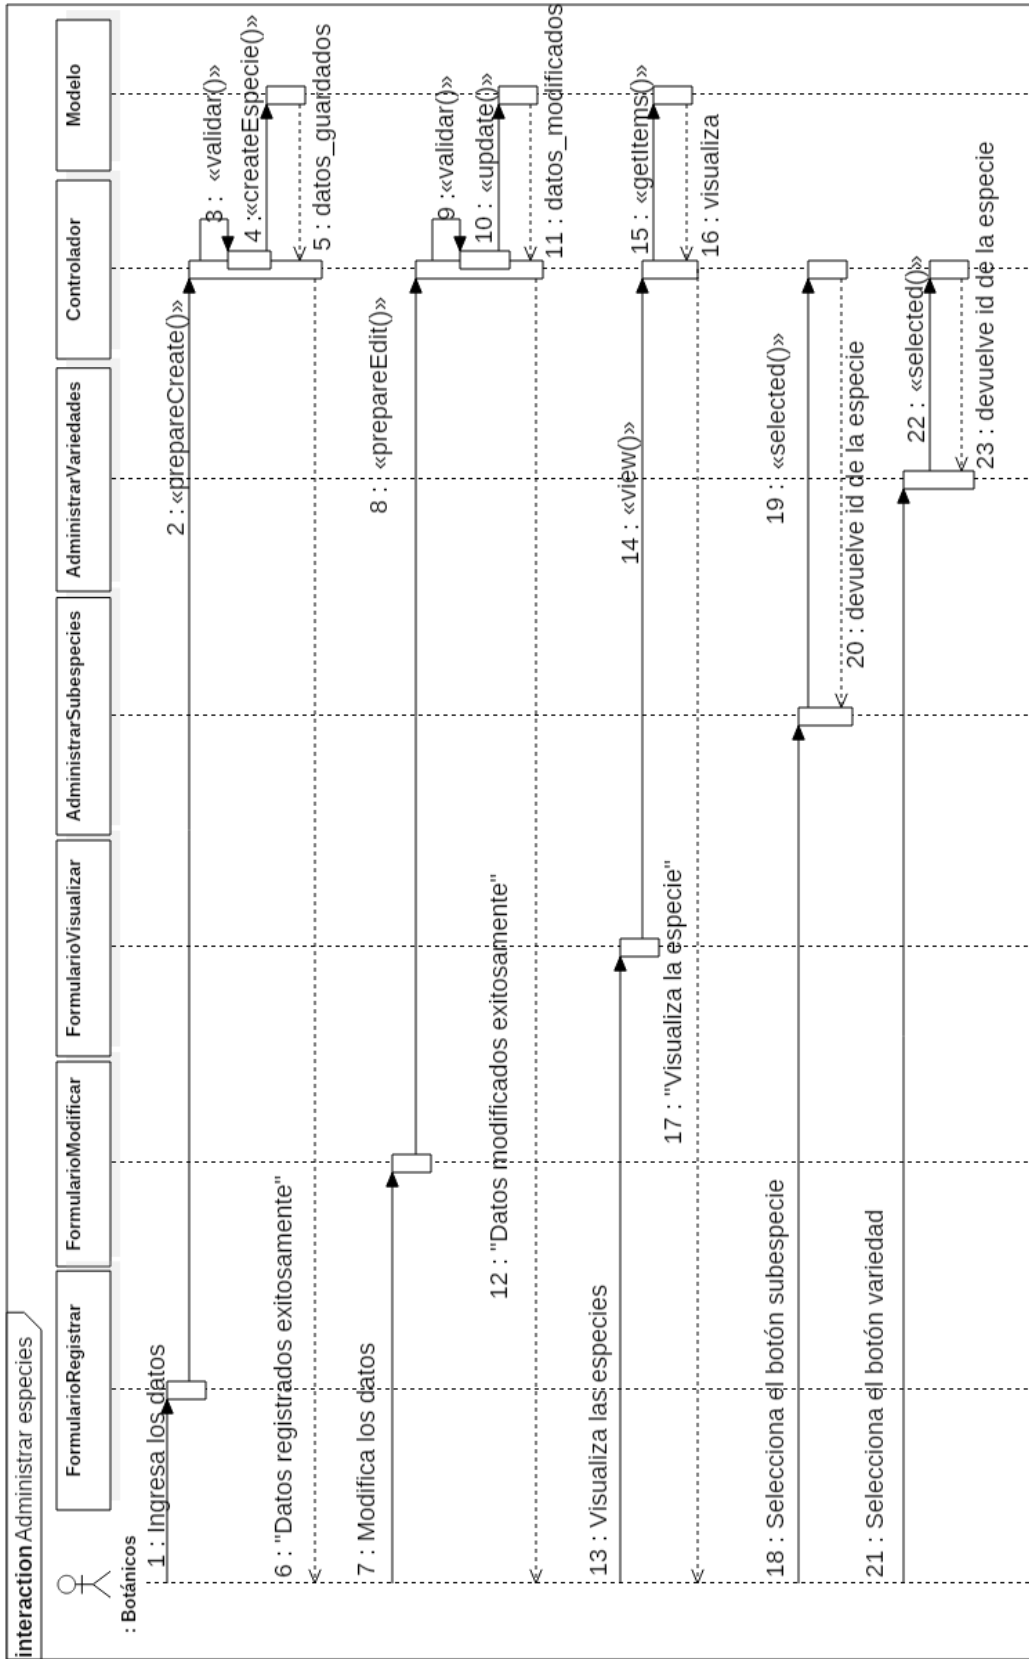 interaction Administrar especies
: Botánicos
FormularioRegistrar
FormularioModificar
FormularioVisualizar
AdministrarSubespecies
AdministrarVariedades
Controlador
Modelo
1 : Ingresa los datos
2 : «prepareCreate()»
3 : «validar()»
4 :«createEspecie()»
5 : datos_guardados
6 : "Datos registrados exitosamente"
7 : Modifica los datos
8 : «prepareEdit()»
9 :«validar()»
10 : «update()»
11 : datos_modificados
12 : "Datos modificados exitosamente"
13 : Visualiza las especies
14 : «view()»
15 : «getItems()»
16 : visualiza
17 : "Visualiza la especie"
18 : Selecciona el botón subespecie
19 : «selected()»
20 : devuelve id de la especie
21 : Selecciona el botón variedad
22 : «selected()»
23 : devuelve id de la especie